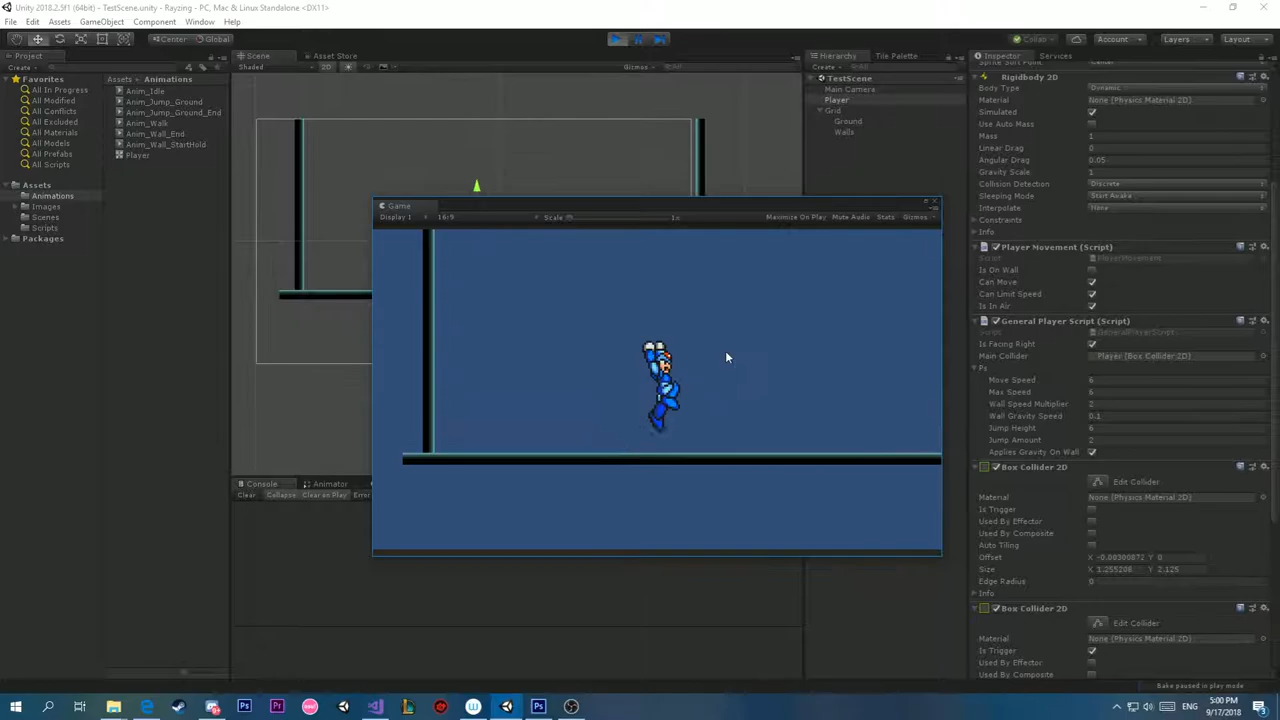 Unity 2018.2.5f1 (64bit) - TestScene.unity - Rayzing - PC, Mac & Linux Standalone <DX11>
File Edit Assets GameObject Component Window Help
Center Global Collab Account Layers Layout
Project
Create
Favorites
All In Progress
All Modified
All Conflicts
All Excluded
All Materials
All Models
All Prefabs
All Scripts
Assets
Animations
Images
Scenes
Scripts
Packages
Assets Animations
Anim_Idle
Anim_Jump_Ground
Anim_Jump_Ground_End
Anim_Walk
Anim_Wall_End
Anim_Wall_StartHold
Player
Scene Asset Store
Shaded 2D Gizmos All
Game
Display 1 16:9 Scale 1x Maximize On Play Mute Audio Stats Gizmos
Console Animator
Clear Collapse Clear on Play Error
Hierarchy Tile Palette
Create All
TestScene
Main Camera
Player
Grid
Ground
Walls
Inspector Services
Rigidbody 2D
Body Type Dynamic
Material None (Physics Material 2D)
Simulated
Use Auto Mass
Mass 1
Linear Drag 0
Angular Drag 0.05
Gravity Scale 1
Collision Detection Discrete
Sleeping Mode Start Awake
Interpolate None
Constraints
Info
Player Movement (Script)
Script PlayerMovement
Is On Wall
Can Move
Can Limit Speed
Is In Air
General Player Script (Script)
Script GeneralPlayerScript
Is Facing Right
Main Collider Player (Box Collider 2D)
Ps
Move Speed 6
Max Speed 6
Wall Speed Multiplier 2
Wall Gravity Speed 0.1
Jump Height 6
Jump Amount 2
Applies Gravity On Wall
Box Collider 2D
Edit Collider
Material None (Physics Material 2D)
Is Trigger
Used By Effector
Used By Composite
Auto Tiling
Offset X -0.00300872 Y 0
Size X 1.255208 Y 2.125
Edge Radius 0
Info
Box Collider 2D
Edit Collider
Material None (Physics Material 2D)
Is Trigger
Used By Effector
Used By Composite
Bake paused in play mode
ENG
5:00 PM
9/17/2018